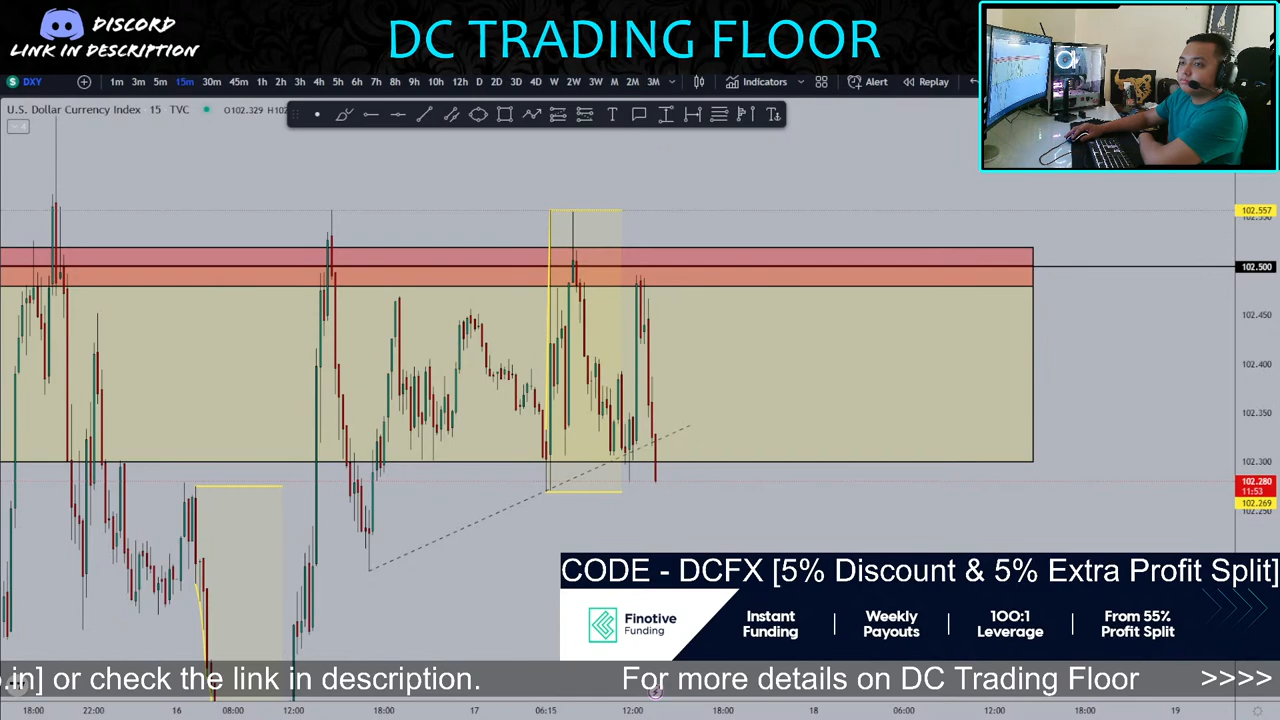 DISCORD
LINK IN DESCRIPTION
DC TRADING FLOOR
S DXY 1m 3m 5m 15m 30m 45m 1h 2h 3h 4h 5h 6h 7h 8h 9h 10h 12h D 2D 3D 4D W 2W 3W M 2M 3M Indicators Alert Replay
U.S. Dollar Currency Index 15 TVC O102.329 H102
4
T
102.557
102.500
102.450
102.400
102.350
102.300
102.280
11:53
102.269
CODE - DCFX [5% Discount & 5% Extra Profit Split]
Finotive Funding
Instant Funding
Weekly Payouts
100:1 Leverage
From 55% Profit Split
o.in] or check the link in description. For more details on DC Trading Floor >>>>
18:00 22:00 16 08:00 12:00 18:00 17 06:15 12:00 18:00 18 06:00 12:00 18:00 19